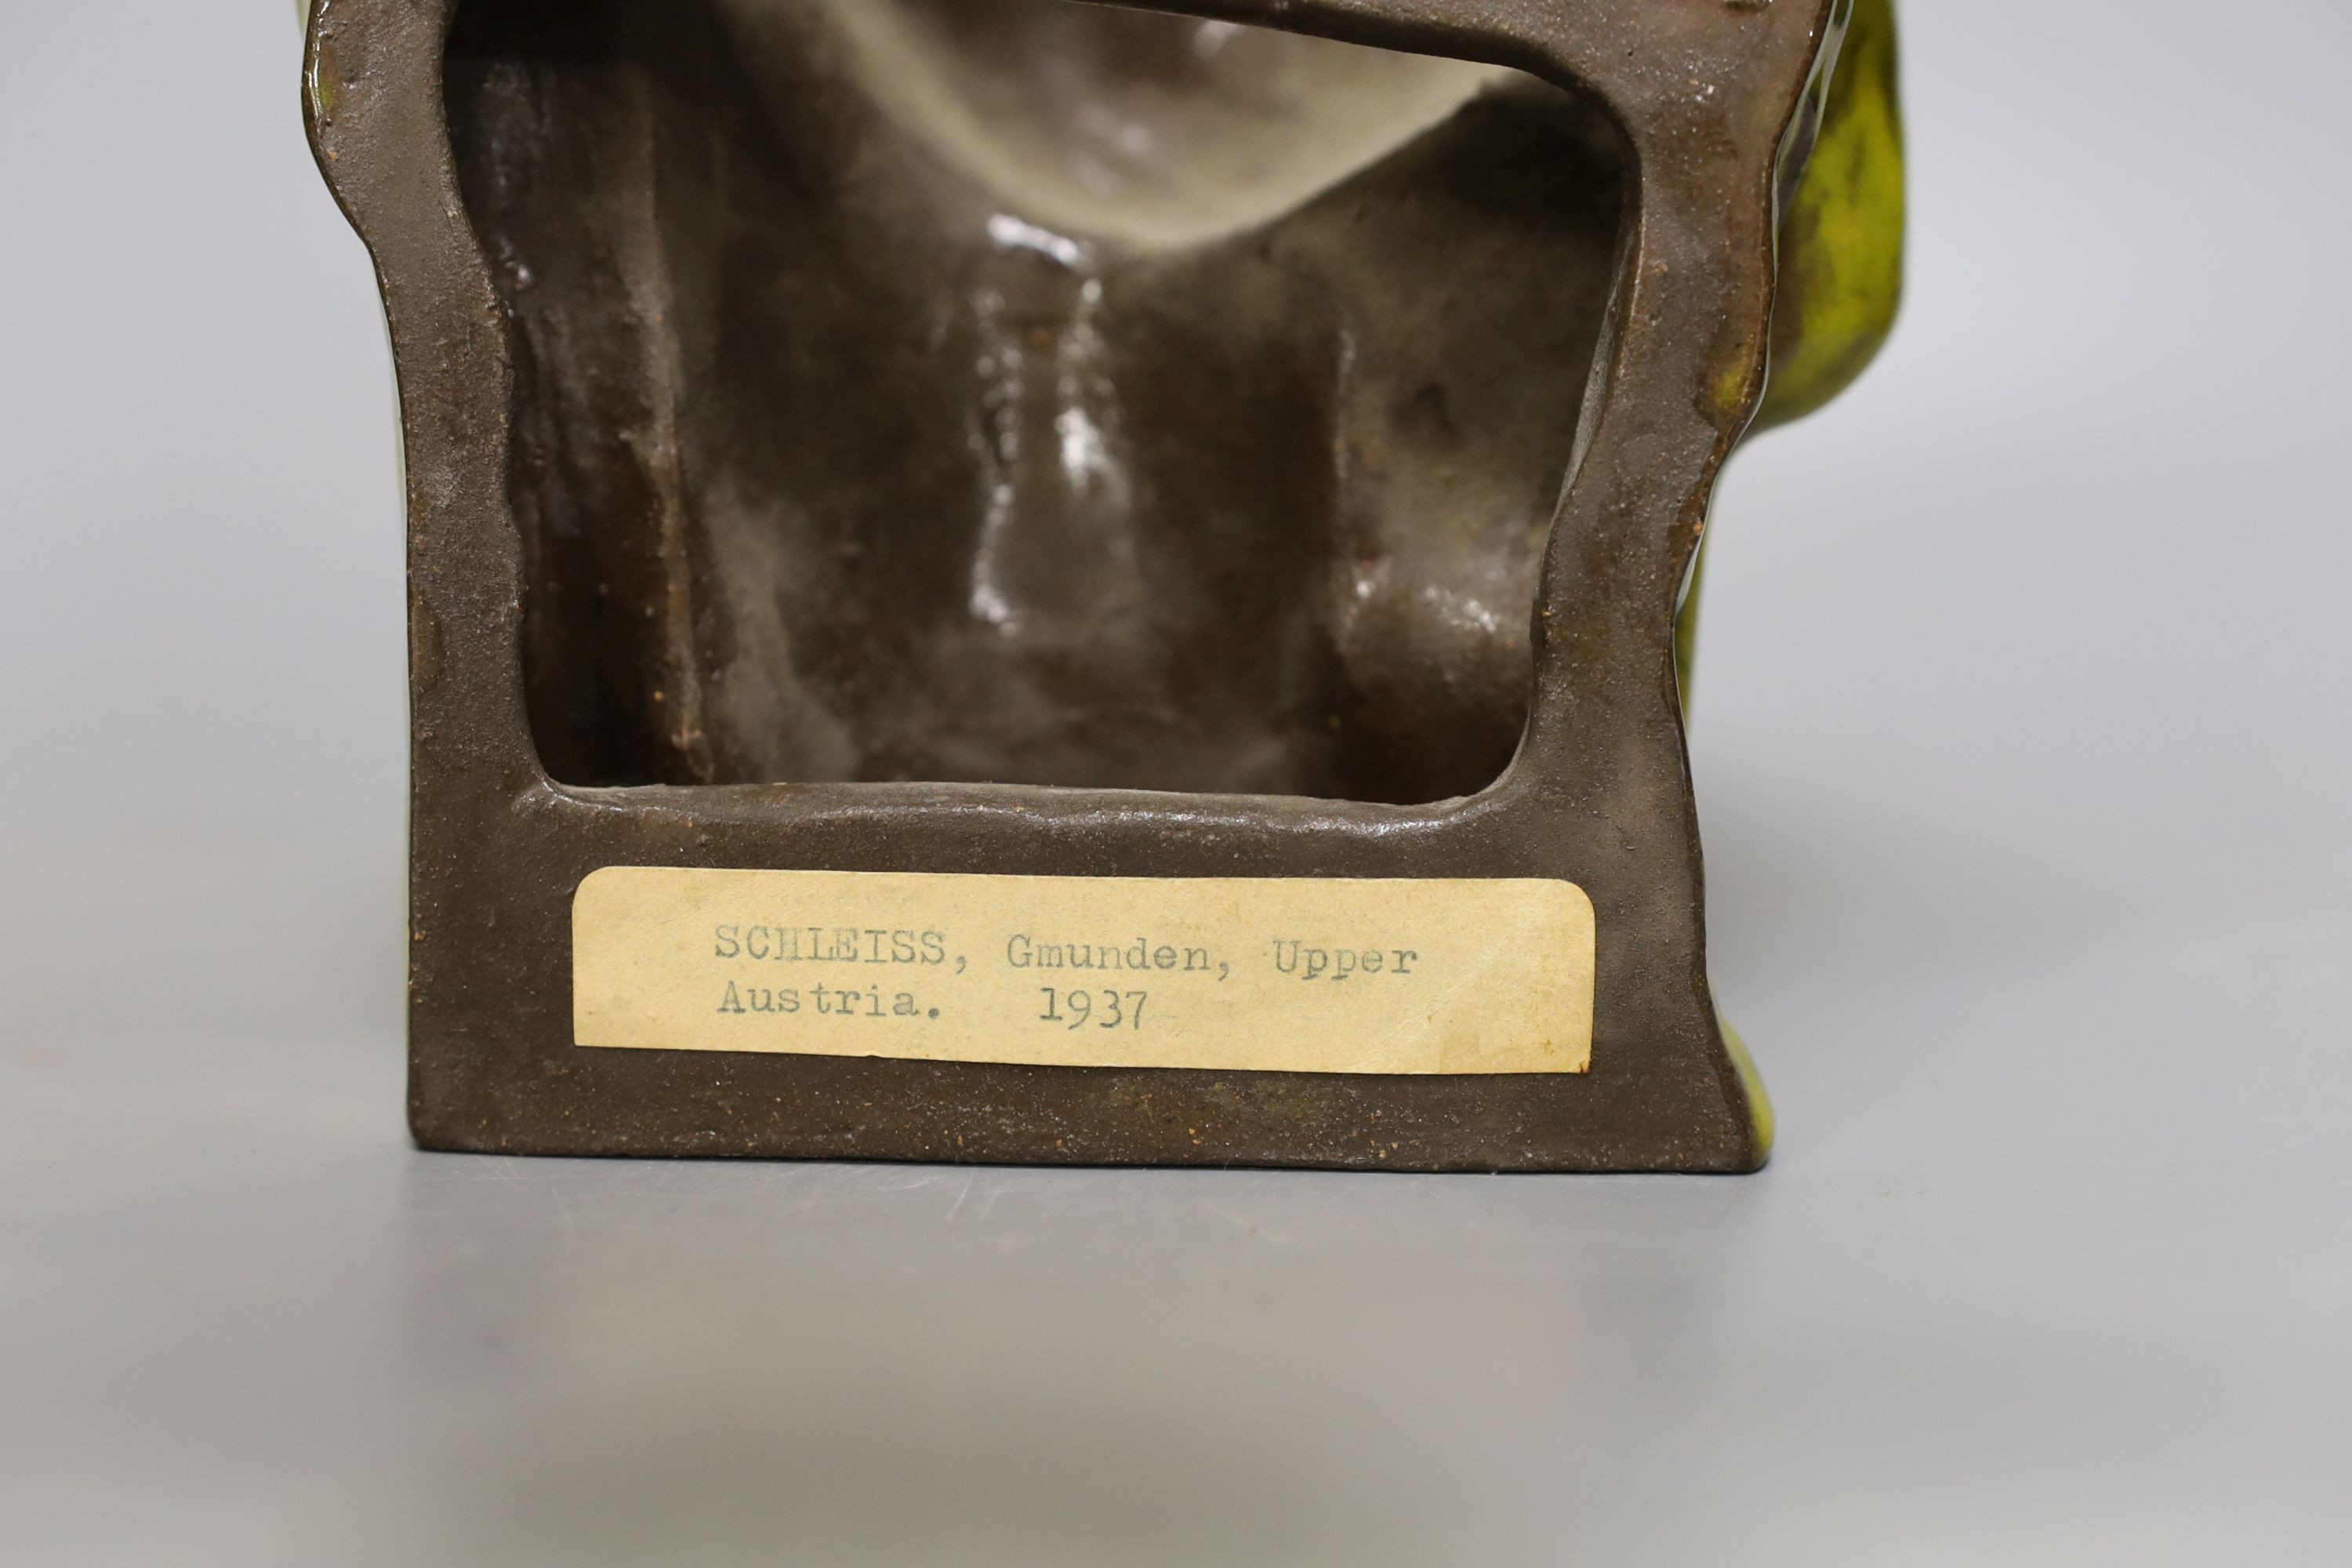 SCHLEISS, Gmunden, Upper
Austria. 1937